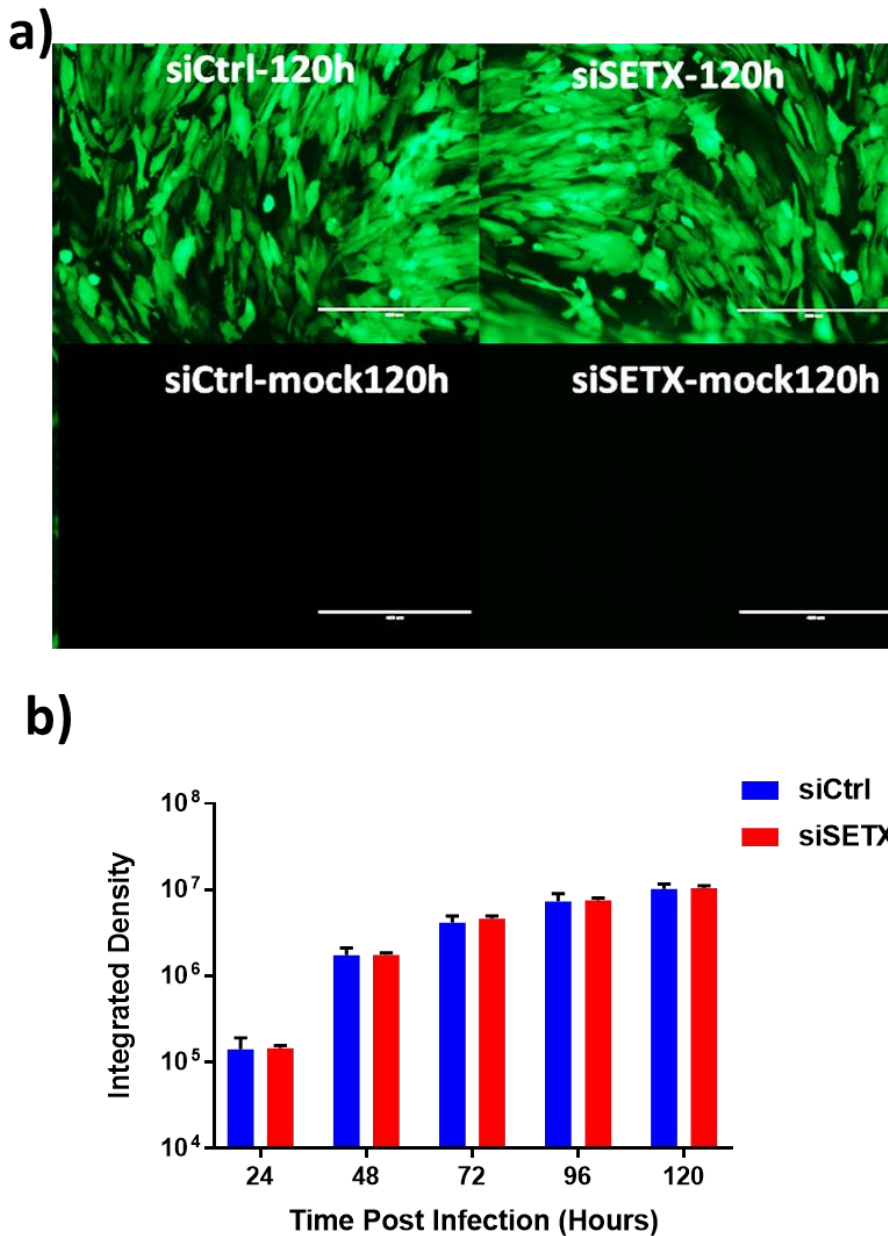 a)
siCtrl-120h
siSETX-120h
siCtrl-mock120h
siSETX-mock120h
b)
siCtrl
siSETX
10⁸
10⁷
10⁶
10⁵
10⁴
Integrated Density
24 48 72 96 120
Time Post Infection (Hours)